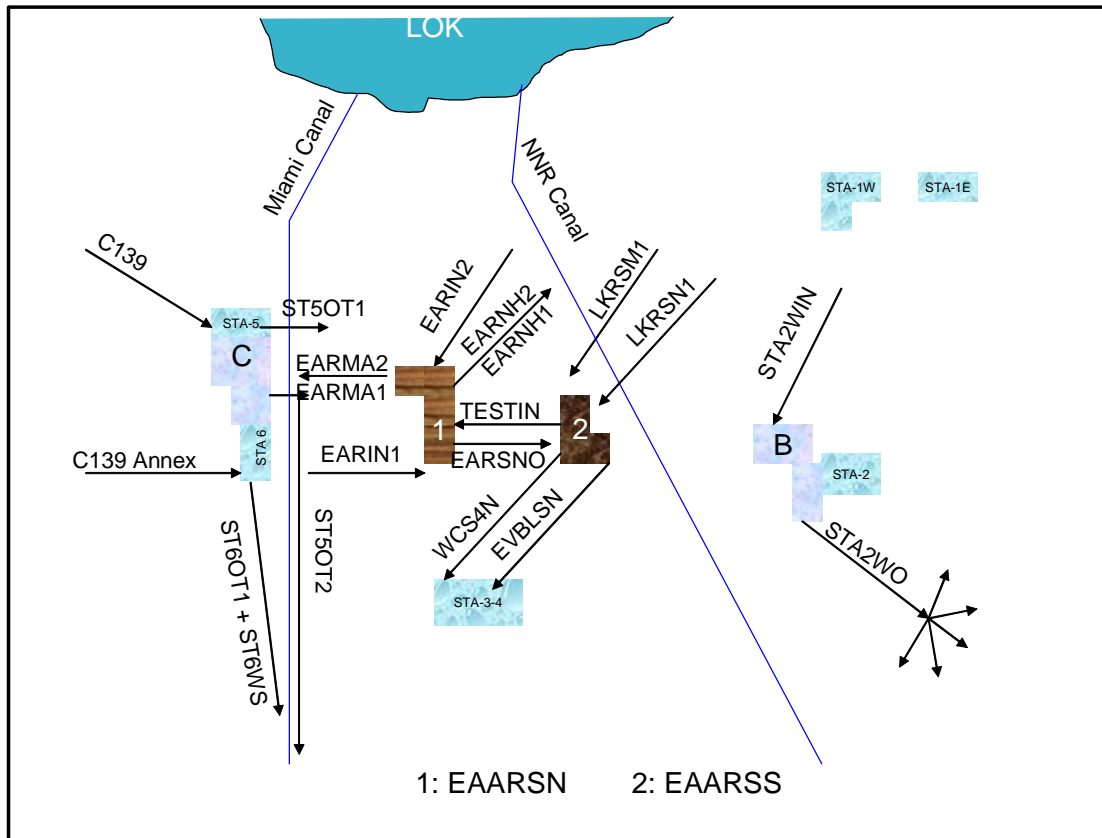 LOK
Miami Canal
NNR Canal
STA-1W
STA-1E
C139
ST5OT1
EARIN2
EARNH2
EARNH1
LKRSM1
LKRSN1
STA2WIN
STA-5
C
EARMA2
EARMA1
1
TESTIN
2
EARSNO
B
STA-2
STA 6
C139 Annex
EARIN1
WCS4N
EVBLSN
ST6OT1 + ST6WS
ST5OT2
STA2WO
STA-3-4
1: EAARSN
2: EAARSS